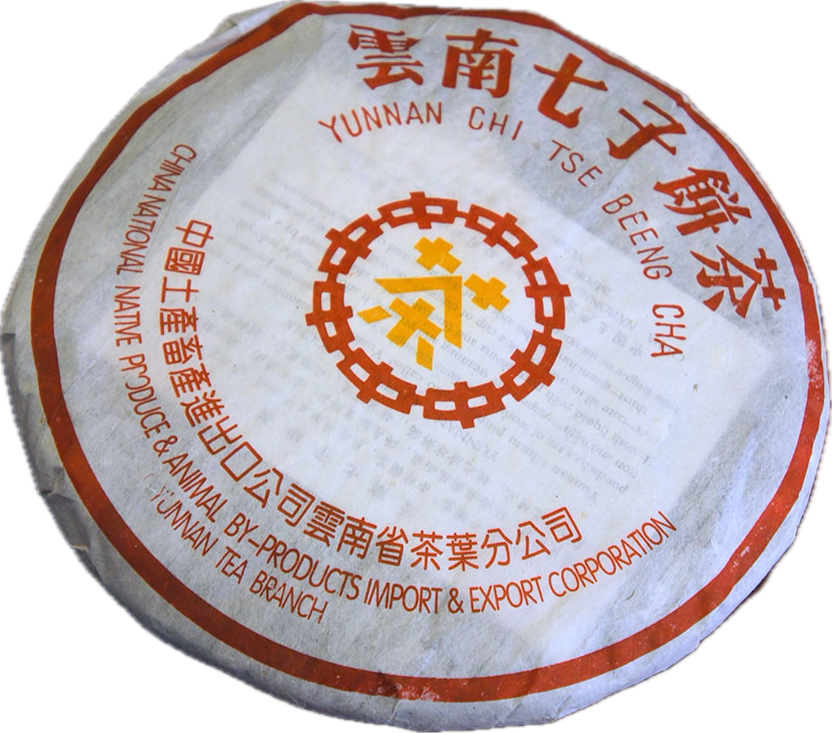 雲南七子餅茶
YUNNAN CHI TSE BEENG CHA
茶
中國土產畜產進出口公司雲南省茶葉分公司
CHINA NATIONAL NATIVE PRODUCE & ANIMAL BY-PRODUCTS IMPORT & EXPORT CORPORATION
YUNNAN TEA BRANCH